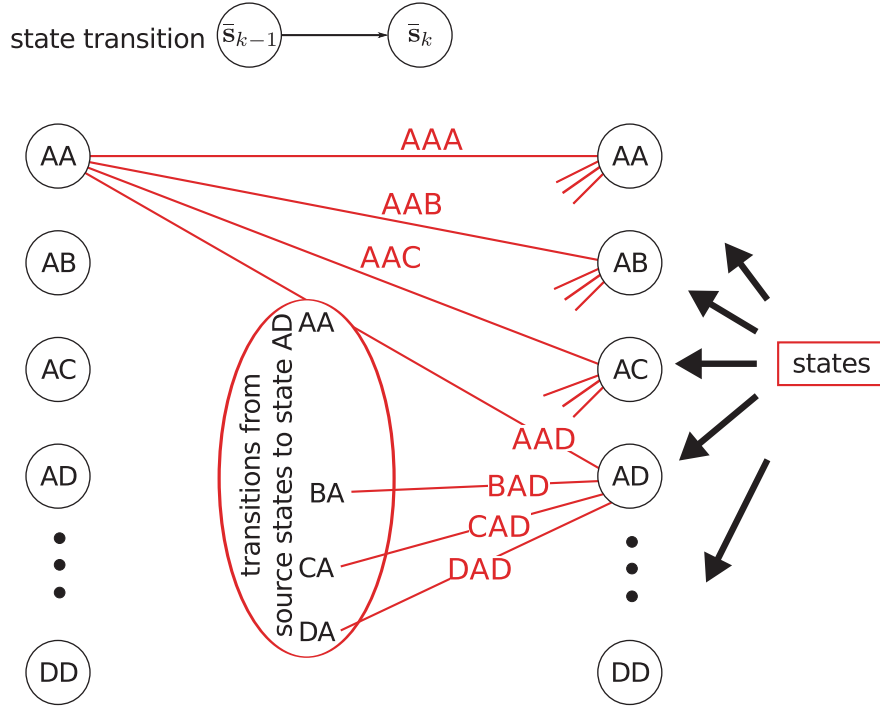 state transition
s̄ₖ₋₁
s̄ₖ
AA
AAA
AA
AAB
AB
AAC
AB
AC
AC
states
AA
transitions from
source states to state AD
AAD
AD
AD
BA
BAD
CAD
CA
DAD
DA
DD
DD